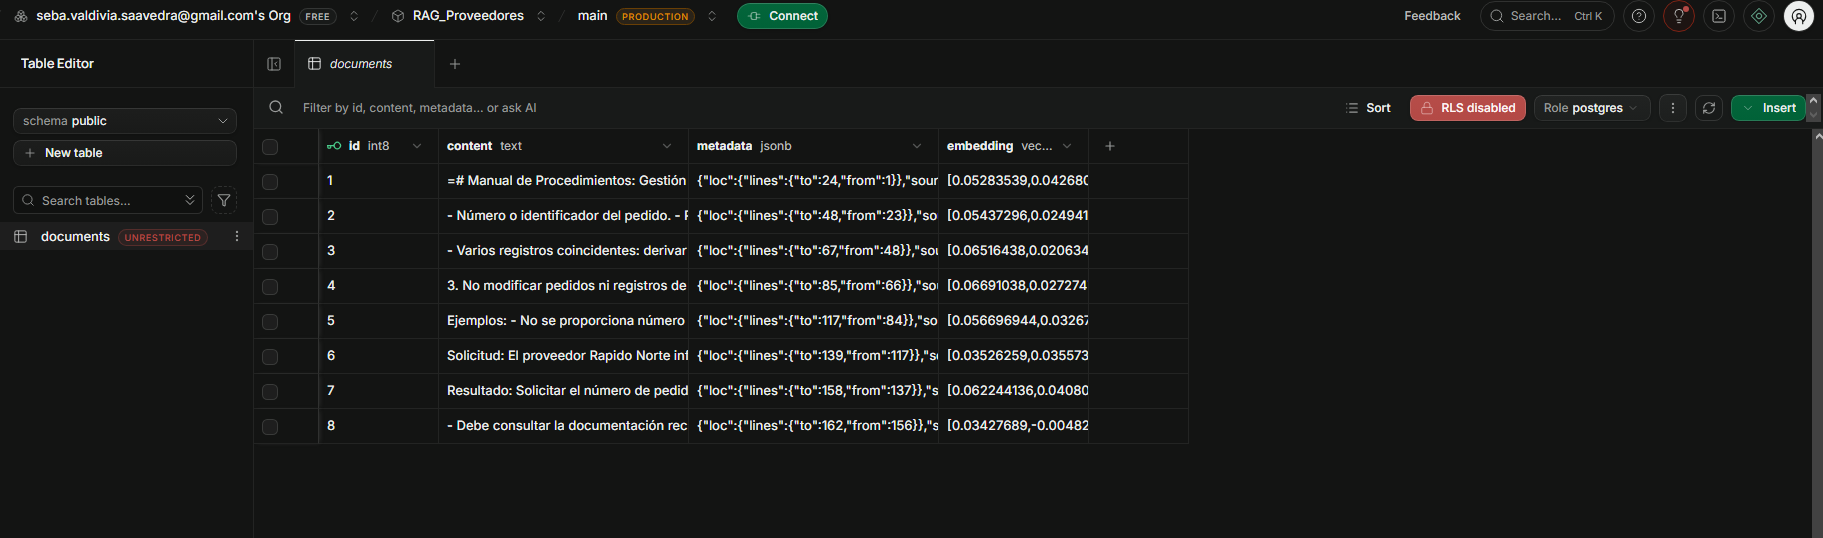 seba.valdivia.saavedra@gmail.com's Org FREE / RAG_Proveedores / main PRODUCTION Connect Feedback Search... Ctrl K
Table Editor documents
schema public Filter by id, content, metadata... or ask AI Sort RLS disabled Role postgres Insert
New table id int8 content text metadata jsonb embedding vec...
Search tables...
documents UNRESTRICTED
1 =# Manual de Procedimientos: Gestión {"loc":{"lines":{"to":24,"from":1}},"sour [0.05283539,0.042680
2 - Número o identificador del pedido. - F {"loc":{"lines":{"to":48,"from":23}},"so [0.05437296,0.024941
3 - Varios registros coincidentes: derivar {"loc":{"lines":{"to":67,"from":48}},"sou [0.06516438,0.020634
4 3. No modificar pedidos ni registros de {"loc":{"lines":{"to":85,"from":66}},"sou [0.06691038,0.027274
5 Ejemplos: - No se proporciona número {"loc":{"lines":{"to":117,"from":84}},"so [0.056696944,0.03267
6 Solicitud: El proveedor Rapido Norte inf {"loc":{"lines":{"to":139,"from":117}},"s [0.03526259,0.035573
7 Resultado: Solicitar el número de pedid {"loc":{"lines":{"to":158,"from":137}},"s [0.062244136,0.04080
8 - Debe consultar la documentación rec {"loc":{"lines":{"to":162,"from":156}},"s [0.03427689,-0.00482